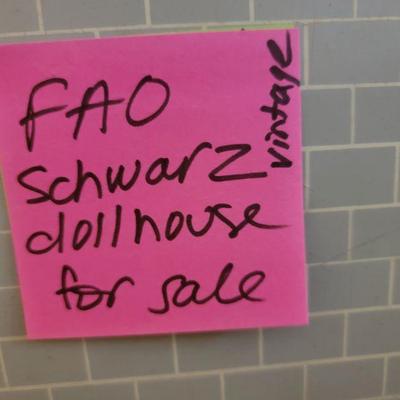 FAO
schwarz
dollhouse
for sale
vintage